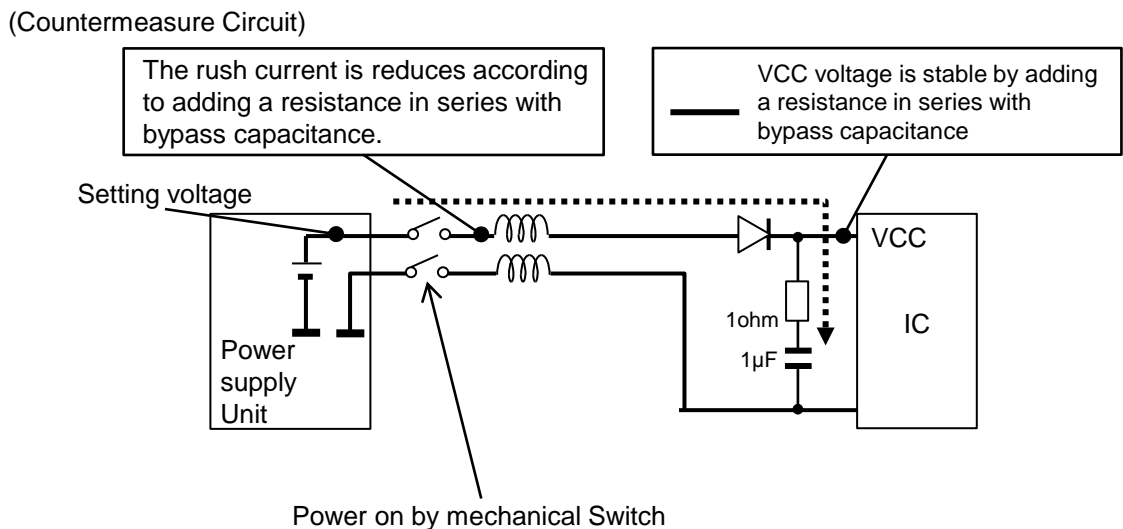 (Countermeasure Circuit)
The rush current is reduces according
to adding a resistance in series with
bypass capacitance.
VCC voltage is stable by adding
a resistance in series with
bypass capacitance
Setting voltage
VCC
IC
1ohm
1µF
Power
supply
Unit
Power on by mechanical Switch